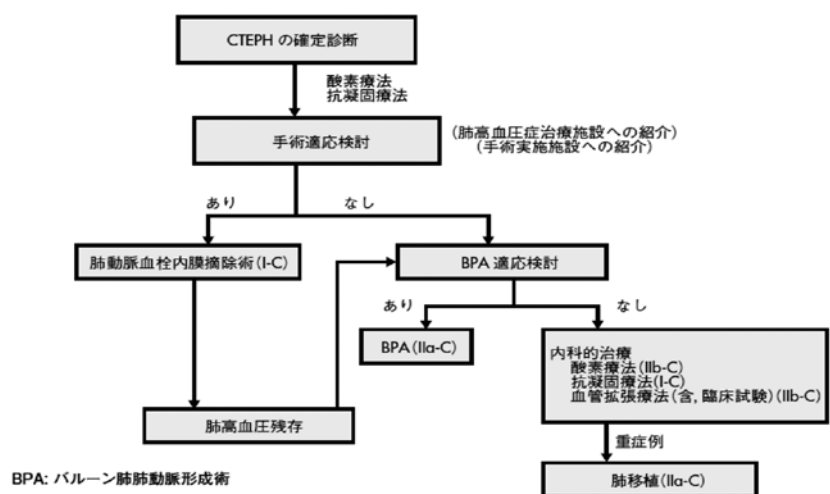 CTEPH の確定診断
酸素療法
抗凝固療法
手術適応検討
(肺高血圧症治療施設への紹介)
(手術実施施設への紹介)
あり
なし
肺動脈血栓内膜摘除術(I-C)
BPA 適応検討
あり
なし
BPA(IIa-C)
内科的治療
酸素療法(IIb-C)
抗凝固療法(I-C)
血管拡張療法(含, 臨床試験)(IIb-C)
肺高血圧残存
重症例
肺移植(IIa-C)
BPA: バルーン肺肺動脈形成術